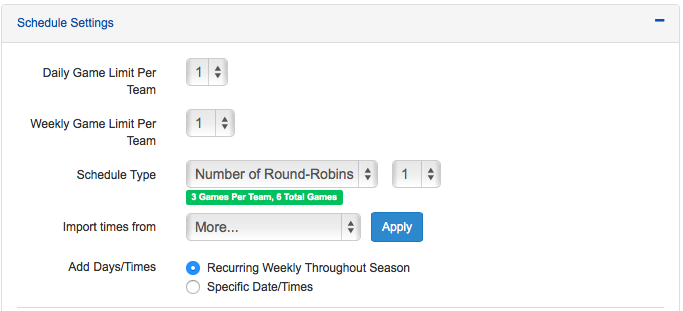 Schedule Settings
Daily Game Limit Per
Team
1
Weekly Game Limit Per
Team
1
Schedule Type
Number of Round-Robins
1
3 Games Per Team, 6 Total Games
Import times from
More...
Apply
Add Days/Times
Recurring Weekly Throughout Season
Specific Date/Times